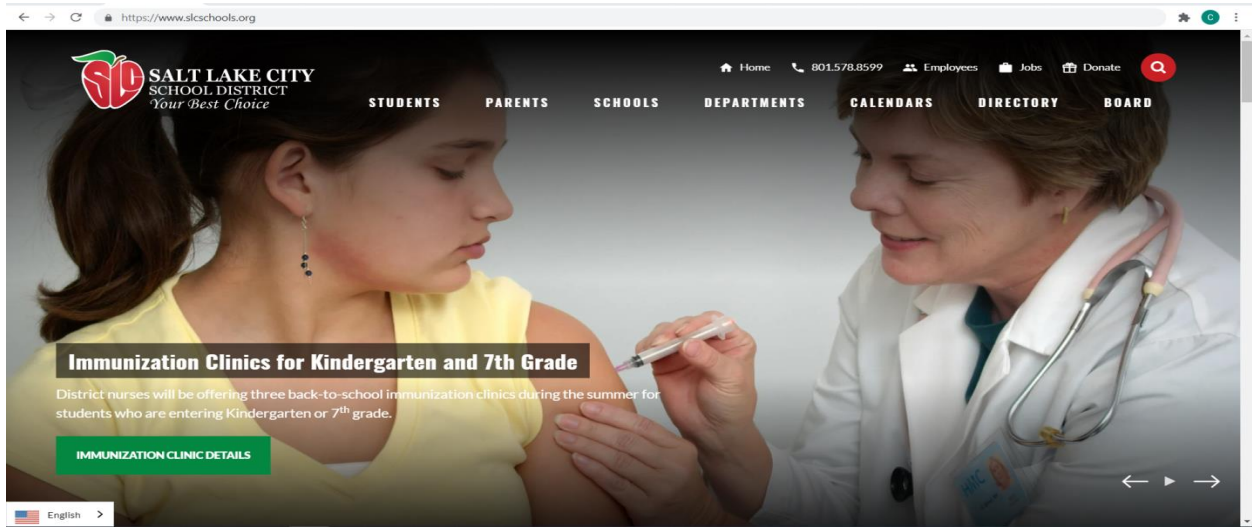 https://www.slcschools.org
C
SLC
SALT LAKE CITY
SCHOOL DISTRICT
Your Best Choice
Home 801.578.8599 Employees Jobs Donate
STUDENTS PARENTS SCHOOLS DEPARTMENTS CALENDARS DIRECTORY BOARD
Immunization Clinics for Kindergarten and 7th Grade
District nurses will be offering three back-to-school immunization clinics during the summer for
students who are entering Kindergarten or 7th grade.
IMMUNIZATION CLINIC DETAILS
English